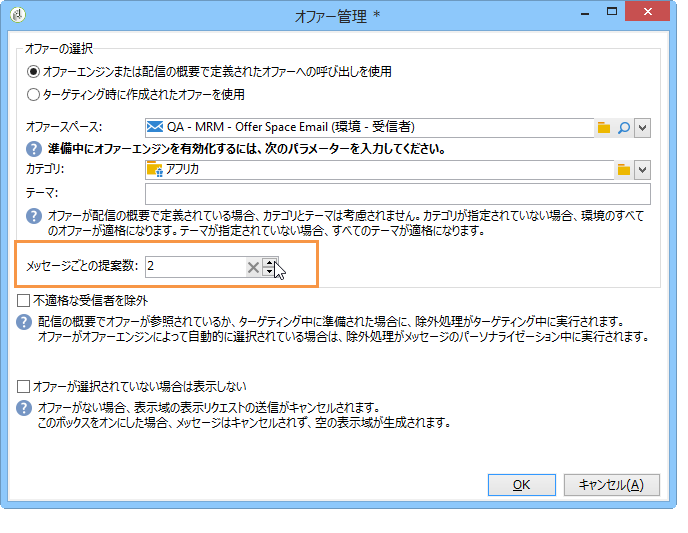 オファー管理 *
オファーの選択
オファーエンジンまたは配信の概要で定義されたオファーへの呼び出しを使用
ターゲティング時に作成されたオファーを使用
オファースペース:
QA - MRM - Offer Space Email (環境 - 受信者)
準備中にオファーエンジンを有効化するには、次のパラメーターを入力してください。
カテゴリ:
アフリカ
テーマ:
オファーが配信の概要で定義されている場合、カテゴリとテーマは考慮されません。カテゴリが指定されていない場合、環境のすべて
のオファーが適格になります。テーマが指定されていない場合、すべてのテーマが適格になります。
メッセージごとの提案数: 2
不適格な受信者を除外
配信の概要でオファーが参照されているか、ターゲティング中に準備された場合に、除外処理がターゲティング中に実行されます。
オファーがオファーエンジンによって自動的に選択されている場合は、除外処理がメッセージのパーソナライゼーション中に実行されます。
オファーが選択されていない場合は表示しない
オファーがない場合、表示域の表示リクエストの送信がキャンセルされます。
このボックスをオンにした場合、メッセージはキャンセルされず、空の表示域が生成されます。
OK
キャンセル(A)